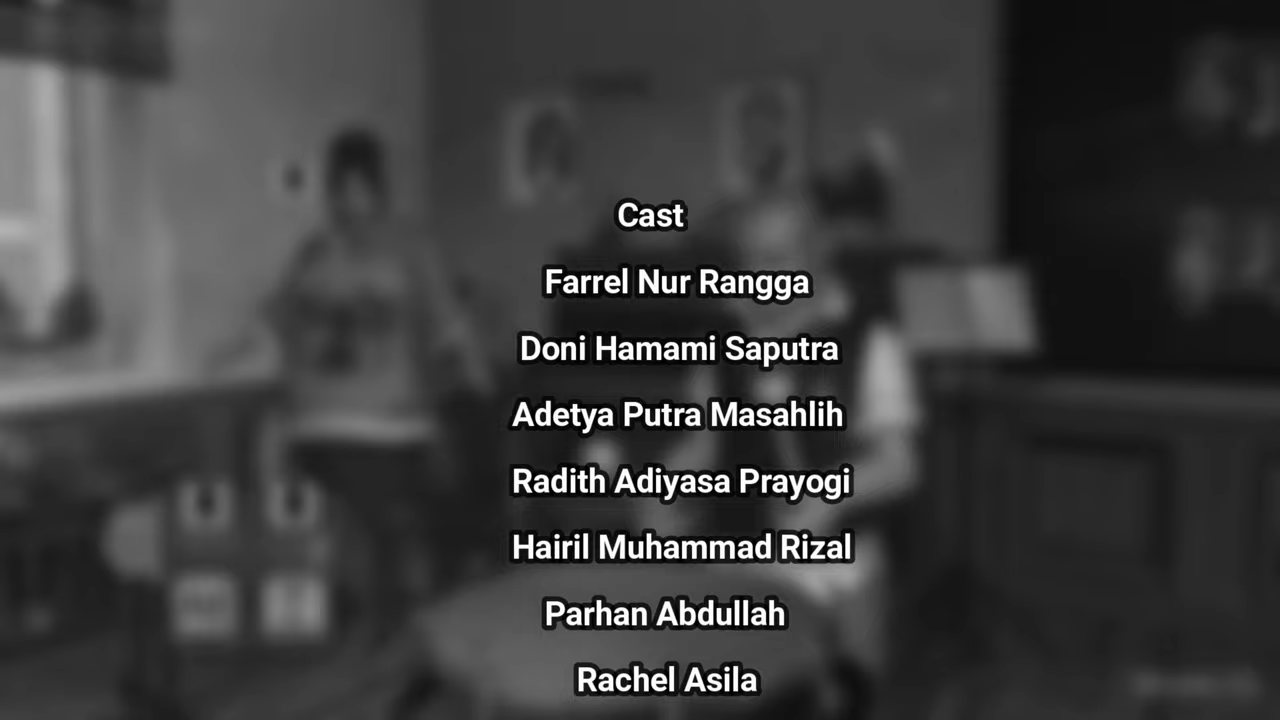 Cast
Farrel Nur Rangga
Doni Hamami Saputra
Adetya Putra Masahlih
Radith Adiyasa Prayogi
Hairil Muhammad Rizal
Parhan Abdullah
Rachel Asila